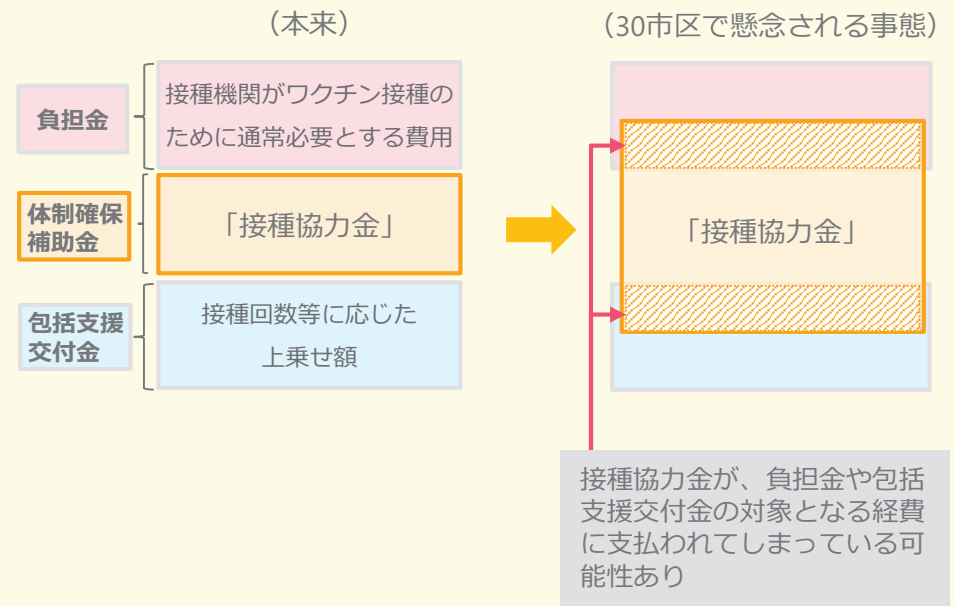 （本来）
（30市区で懸念される事態）
負担金
接種機関がワクチン接種の
ために通常必要とする費用
体制確保
補助金
「接種協力金」
「接種協力金」
包括支援
交付金
接種回数等に応じた
上乗せ額
接種協力金が、負担金や包括
支援交付金の対象となる経費
に支払われてしまっている可
能性あり